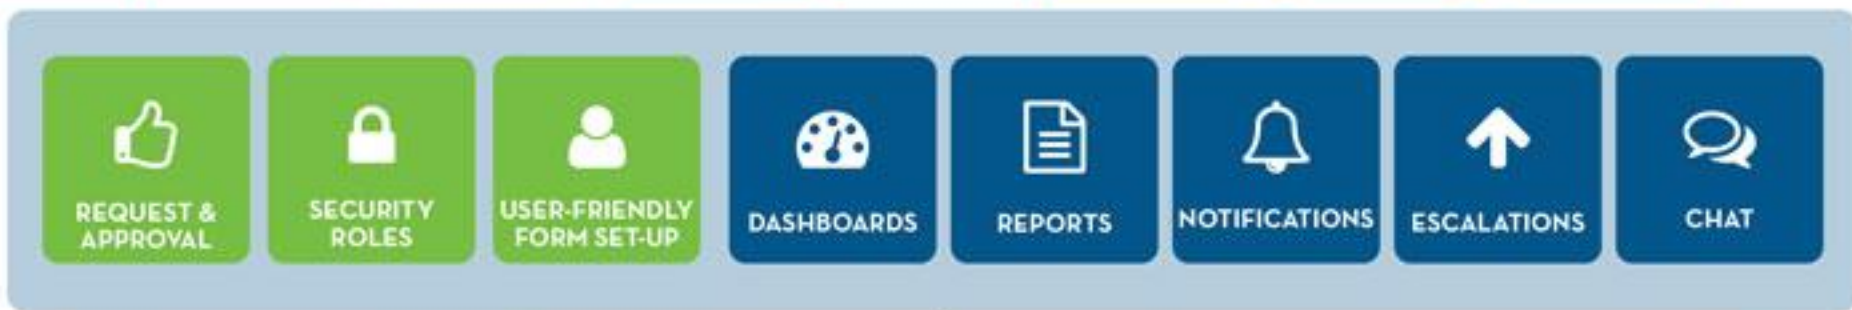 REQUEST &
APPROVAL
SECURITY
ROLES
USER-FRIENDLY
FORM SET-UP
DASHBOARDS
REPORTS
NOTIFICATIONS
ESCALATIONS
CHAT